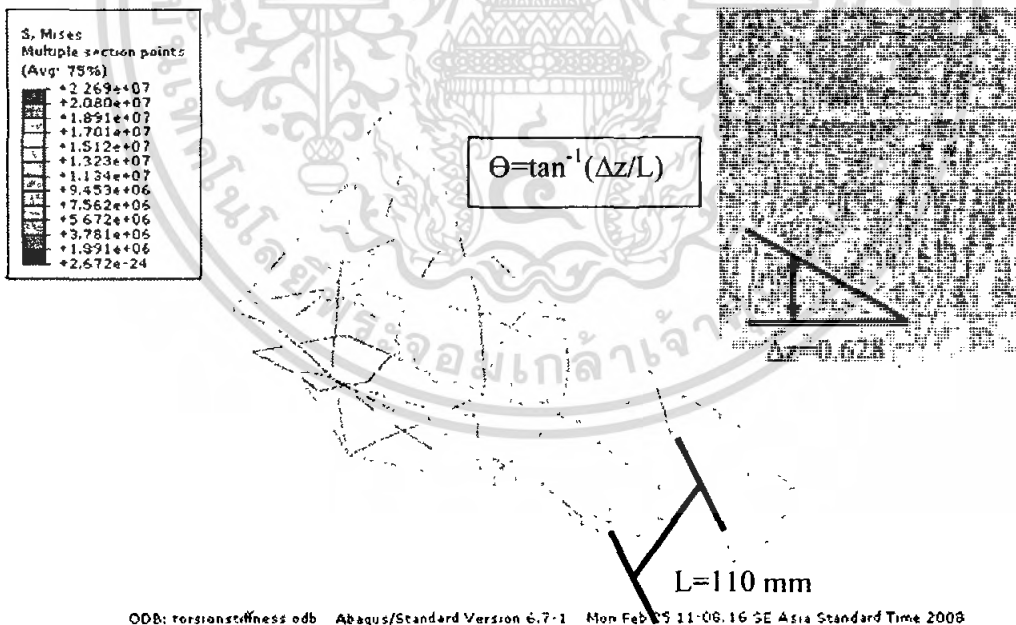 S, Mises
Multiple section points
(Avg: 75%)
+2.269e+07
+2.080e+07
+1.891e+07
+1.701e+07
+1.512e+07
+1.323e+07
+1.134e+07
+9.453e+06
+7.562e+06
+5.672e+06
+3.781e+06
+1.891e+06
+2.672e-24
Θ=tan⁻¹(Δz/L)
Δz=0.628
L=110 mm
ODB: torsionstiffness.odb Abaqus/Standard Version 6.7-1 Mon Feb 25 11:08:16 SE Asia Standard Time 2008